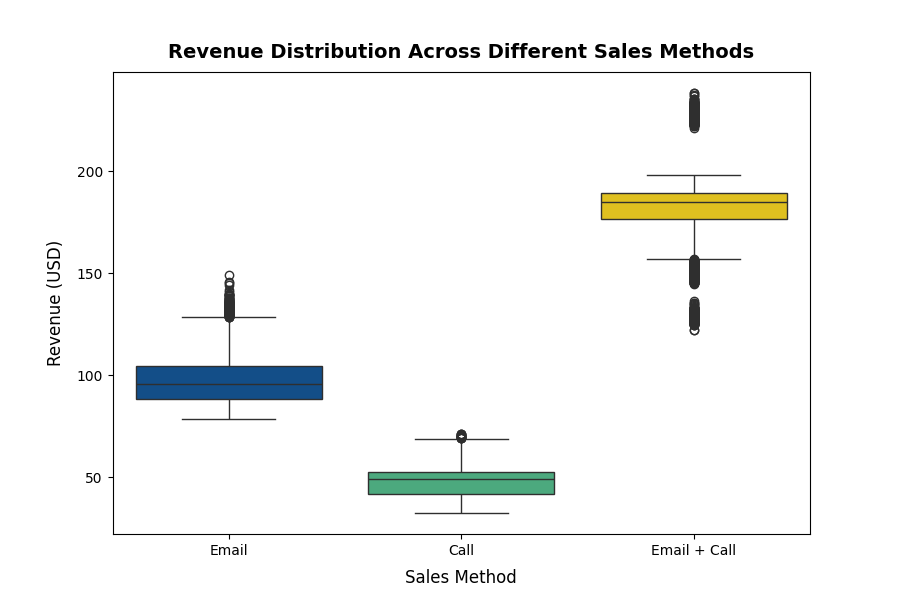 Revenue Distribution Across Different Sales Methods
Revenue (USD)
200
150
100
50
Email
Call
Email + Call
Sales Method